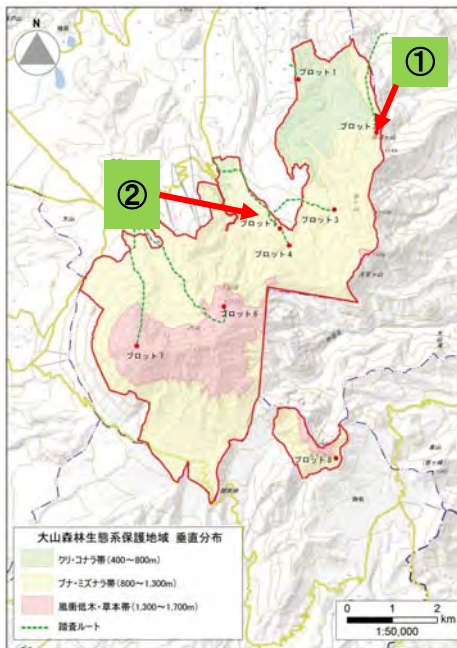 N
①
プロット1
プロット2
②
プロット3
プロット
プロット4
大山
プロット6
プロット7
プロット8
大山森林生態系保護地域 垂直分布
クリ・コナラ帯(400〜800m)
ブナ・ミズナラ帯(800〜1,300m)
風衝低木・草本帯(1,300〜1,700m)
踏査ルート
0 1 2
km
1:50,000